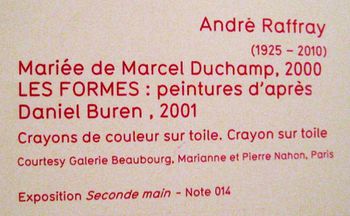 Andrè Raffray
(1925 - 2010)
Mariée de Marcel Duchamp, 2000
LES FORMES : peintures d'après
Daniel Buren , 2001
Crayons de couleur sur toile. Crayon sur toile
Courtesy Galerie Beaubourg, Marianne et Pierre Nahon, Paris
Exposition Seconde main - Note 014